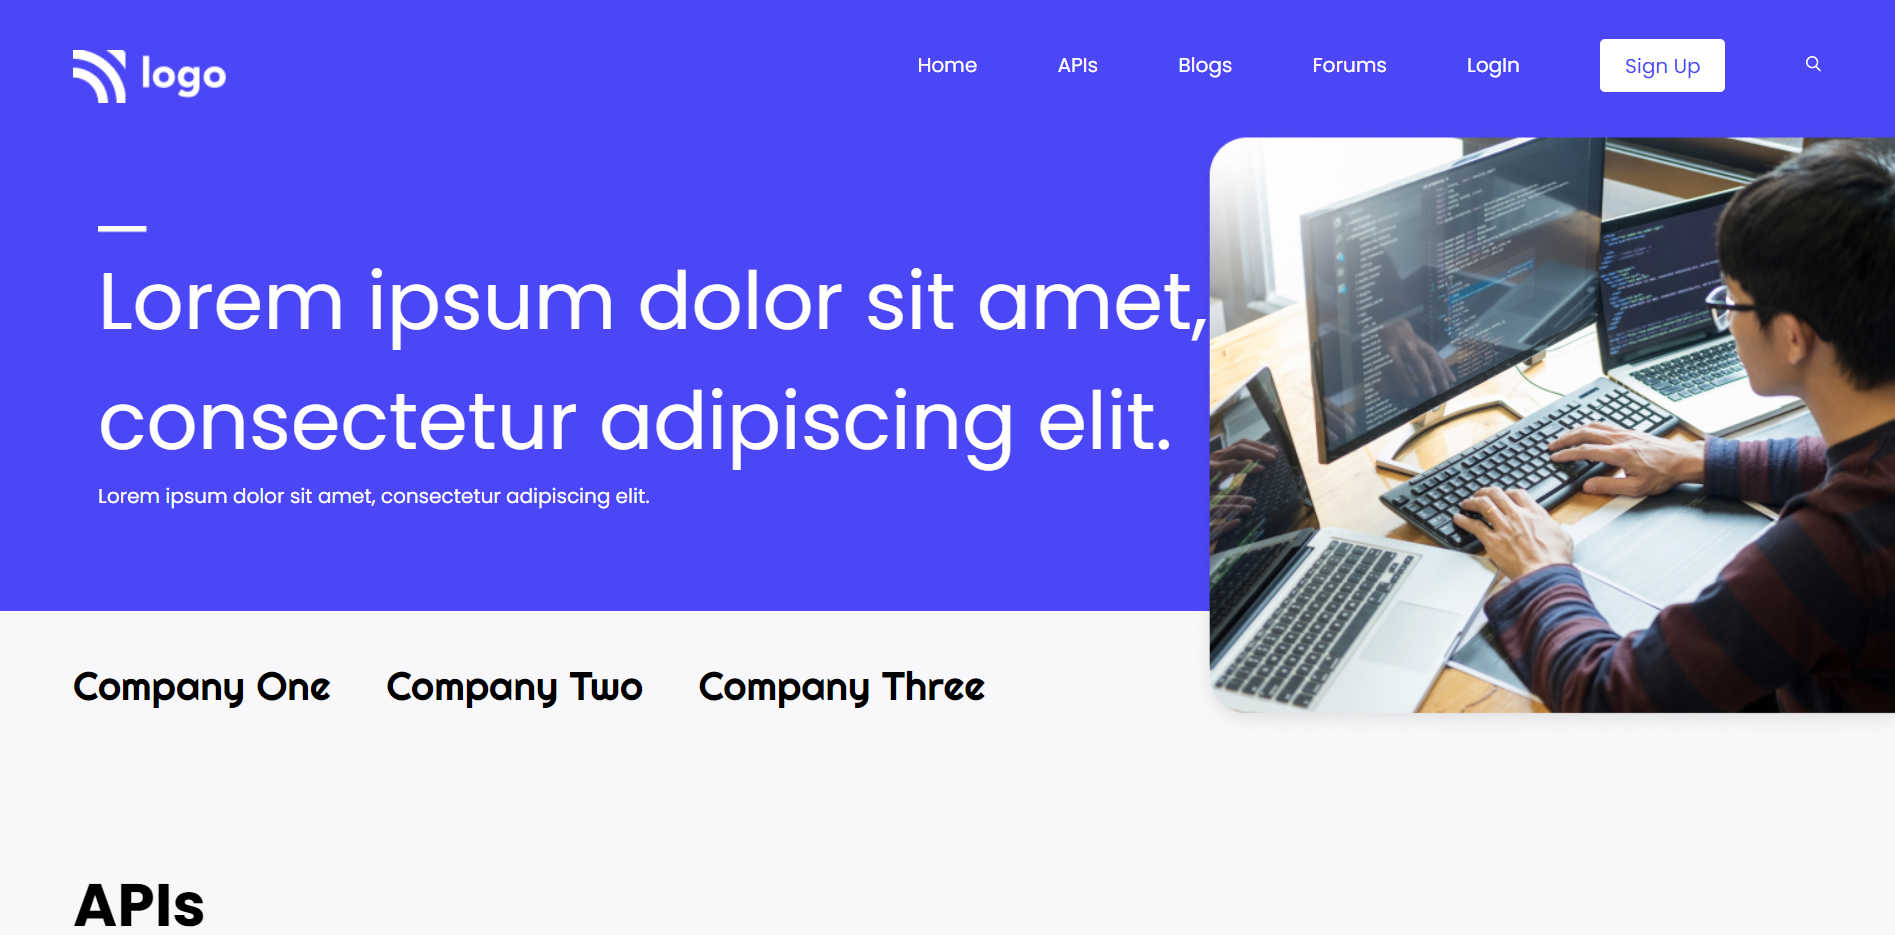 logo
Home APIs Blogs Forums LogIn Sign Up
Lorem ipsum dolor sit amet,
consectetur adipiscing elit.
Lorem ipsum dolor sit amet, consectetur adipiscing elit.
Company One Company Two Company Three
APIs